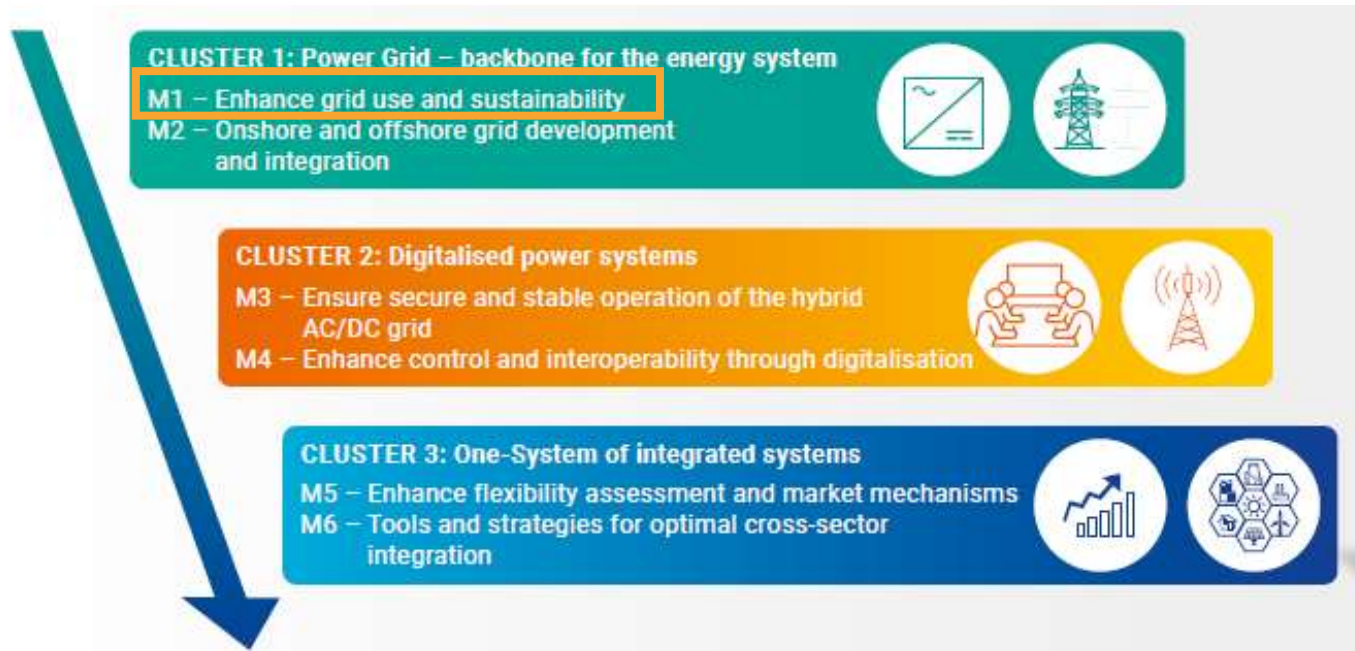 CLUSTER 1: Power Grid – backbone for the energy system
M1 – Enhance grid use and sustainability
M2 – Onshore and offshore grid development
and integration
CLUSTER 2: Digitalised power systems
M3 – Ensure secure and stable operation of the hybrid
AC/DC grid
M4 – Enhance control and interoperability through digitalisation
CLUSTER 3: One-System of integrated systems
M5 – Enhance flexibility assessment and market mechanisms
M6 – Tools and strategies for optimal cross-sector
integration